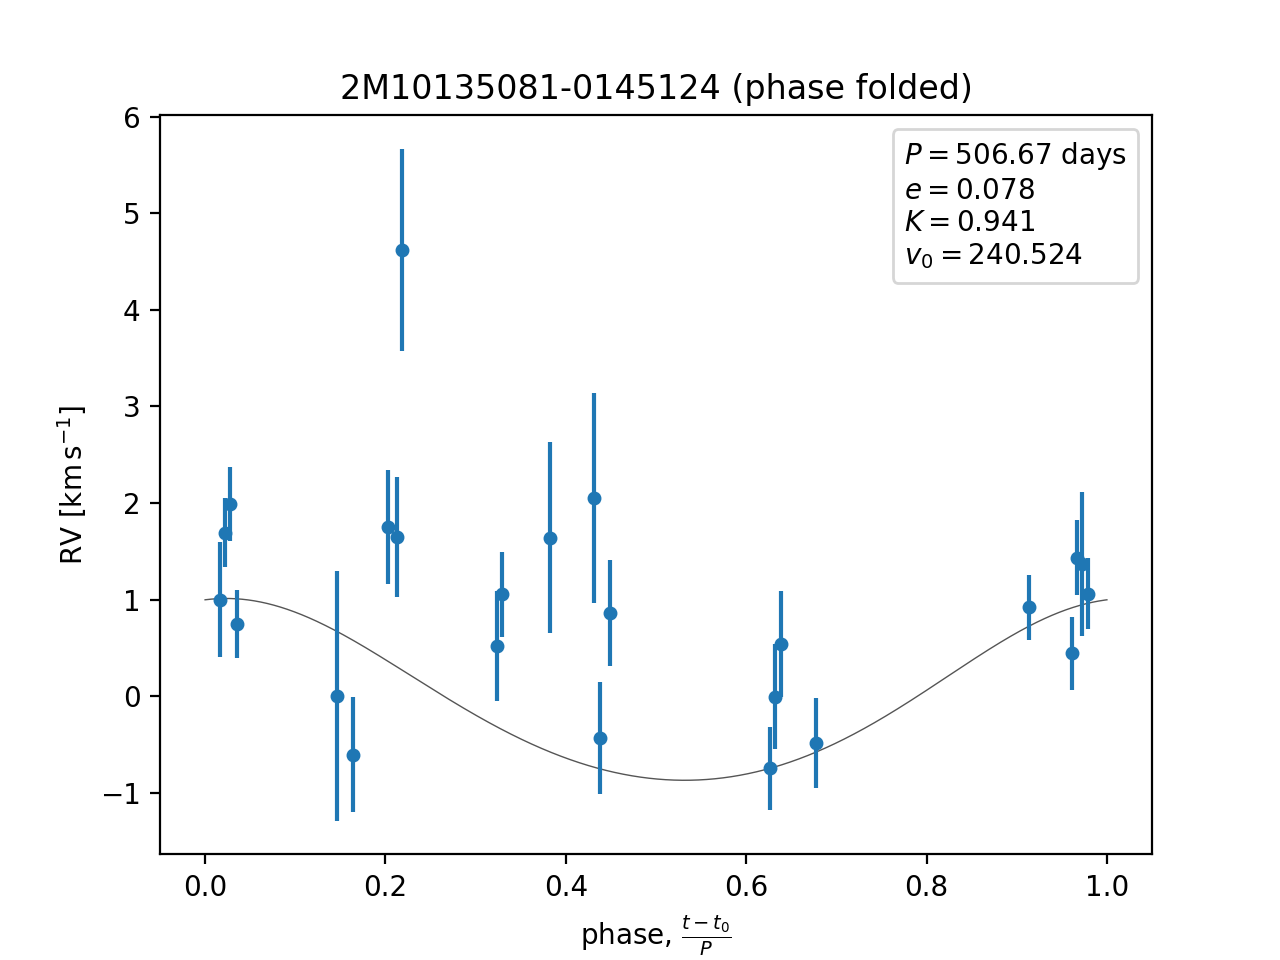 2M10135081-0145124 (phase folded)
P = 506.67 days
e = 0.078
K = 0.941
v₀ = 240.524
RV [km s⁻¹]
6
5
4
3
2
1
0
−1
0.0 0.2 0.4 0.6 0.8 1.0
phase, (t − t₀)/P